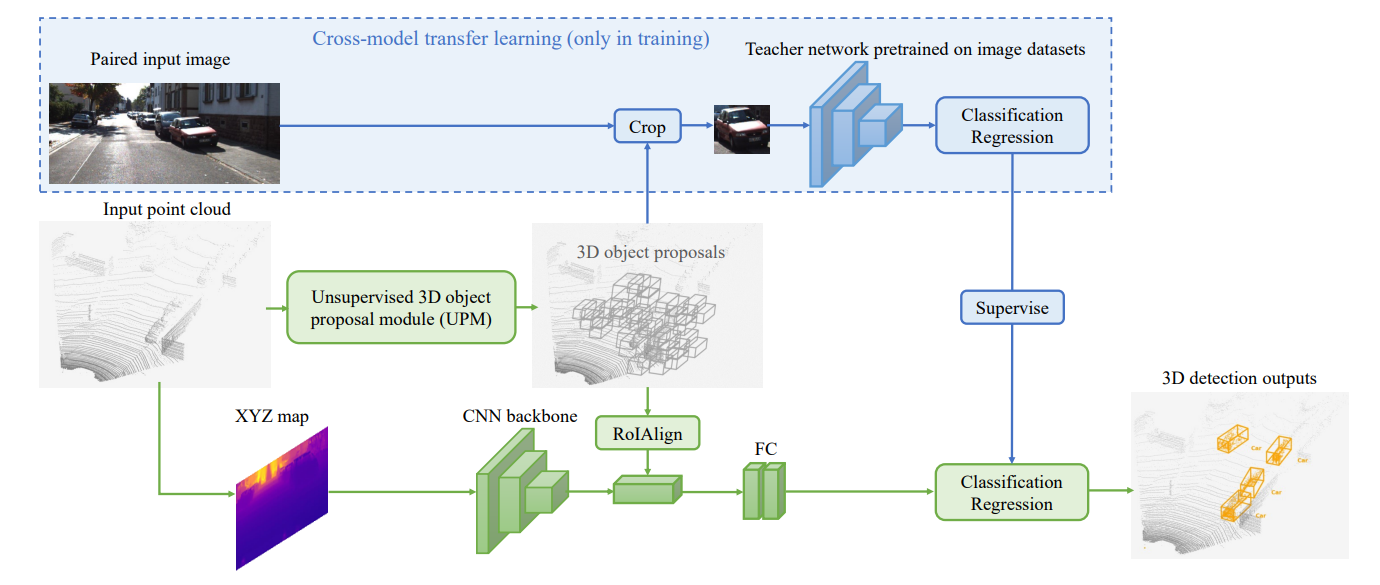 Cross-model transfer learning (only in training)
Paired input image
Teacher network pretrained on image datasets
Crop
Classification
Regression
Input point cloud
Unsupervised 3D object
proposal module (UPM)
3D object proposals
Supervise
3D detection outputs
XYZ map
CNN backbone
RoIAlign
FC
Classification
Regression
Car
Car
Car
Car